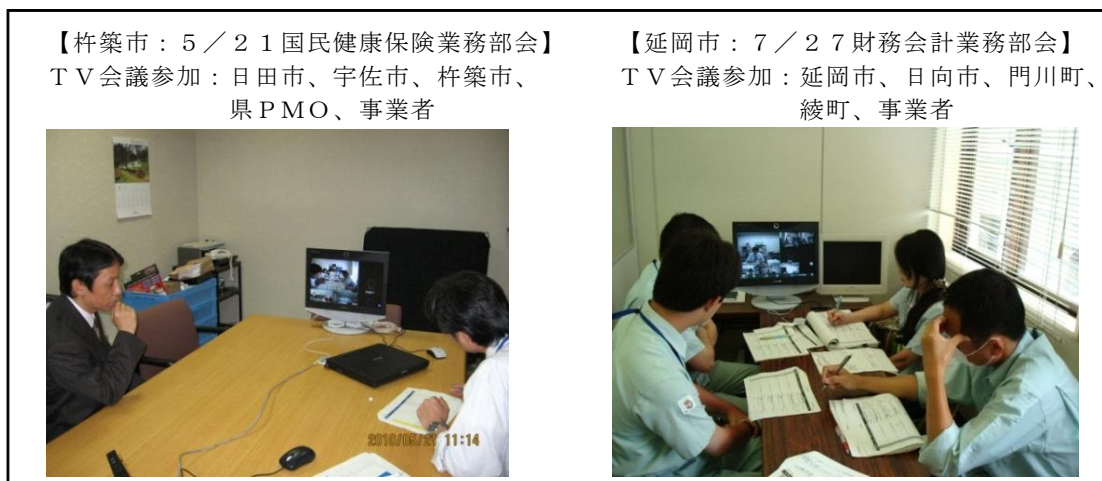 【杵築市：５／２１国民健康保険業務部会】
ＴＶ会議参加：日田市、宇佐市、杵築市、
県ＰＭＯ、事業者
【延岡市：７／２７財務会計業務部会】
ＴＶ会議参加：延岡市、日向市、門川町、
綾町、事業者
2010/05/21 11:14